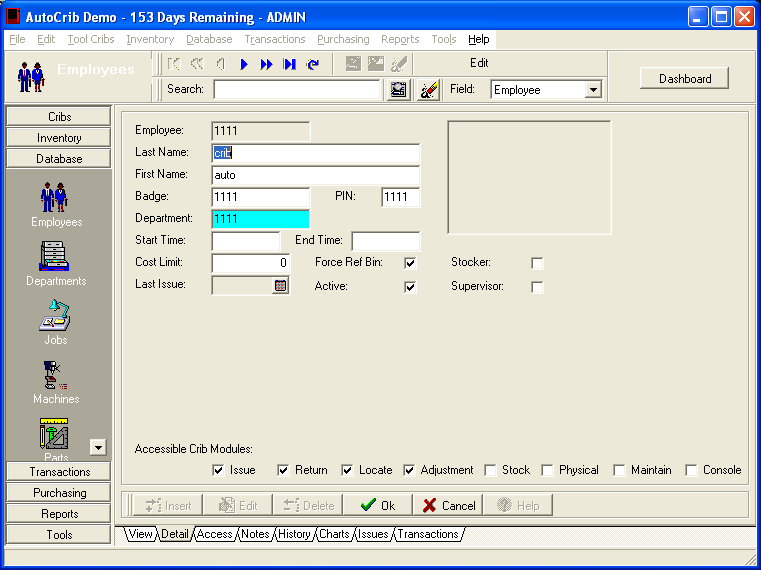 AutoCrib Demo - 153 Days Remaining - ADMIN
File Edit Tool Cribs Inventory Database Transactions Purchasing Reports Tools Help
Employees
Edit
Search: Field: Employee
Dashboard
Cribs
Inventory
Database
Employees
Departments
Jobs
Machines
Parts
Transactions
Purchasing
Reports
Tools
Employee: 1111
Last Name: crib
First Name: auto
Badge: 1111 PIN: 1111
Department: 1111
Start Time: End Time:
Cost Limit: 0 Force Ref Bin: Stocker:
Last Issue: Active: Supervisor:
Accessible Crib Modules:
Issue Return Locate Adjustment Stock Physical Maintain Console
Insert Edit Delete Ok Cancel Help
View Detail Access Notes History Charts Issues Transactions